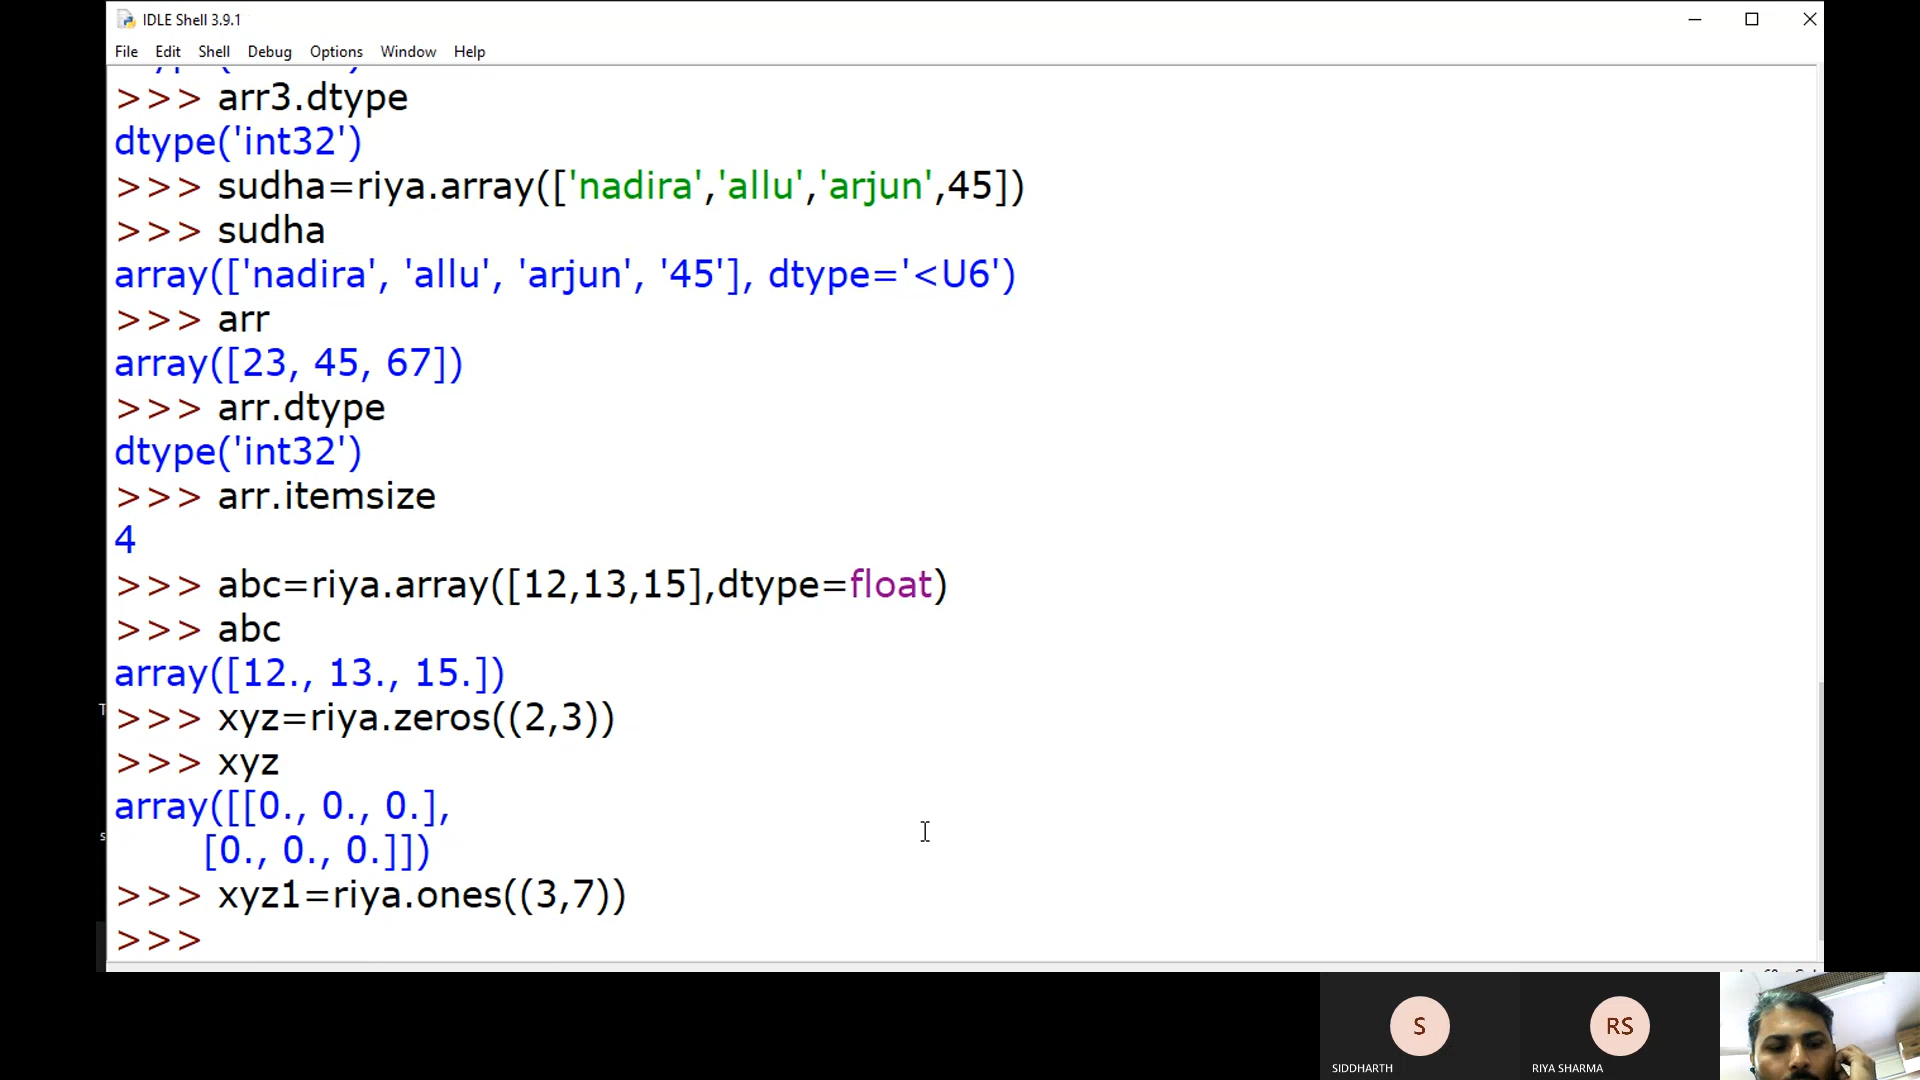 IDLE Shell 3.9.1
File Edit Shell Debug Options Window Help
>>> arr3.dtype
dtype('int32')
>>> sudha=riya.array(['nadira','allu','arjun',45])
>>> sudha
array(['nadira', 'allu', 'arjun', '45'], dtype='<U6')
>>> arr
array([23, 45, 67])
>>> arr.dtype
dtype('int32')
>>> arr.itemsize
4
>>> abc=riya.array([12,13,15],dtype=float)
>>> abc
array([12., 13., 15.])
>>> xyz=riya.zeros((2,3))
>>> xyz
array([[0., 0., 0.],
[0., 0., 0.]])
>>> xyz1=riya.ones((3,7))
>>>
S
RS
SIDDHARTH
RIYA SHARMA